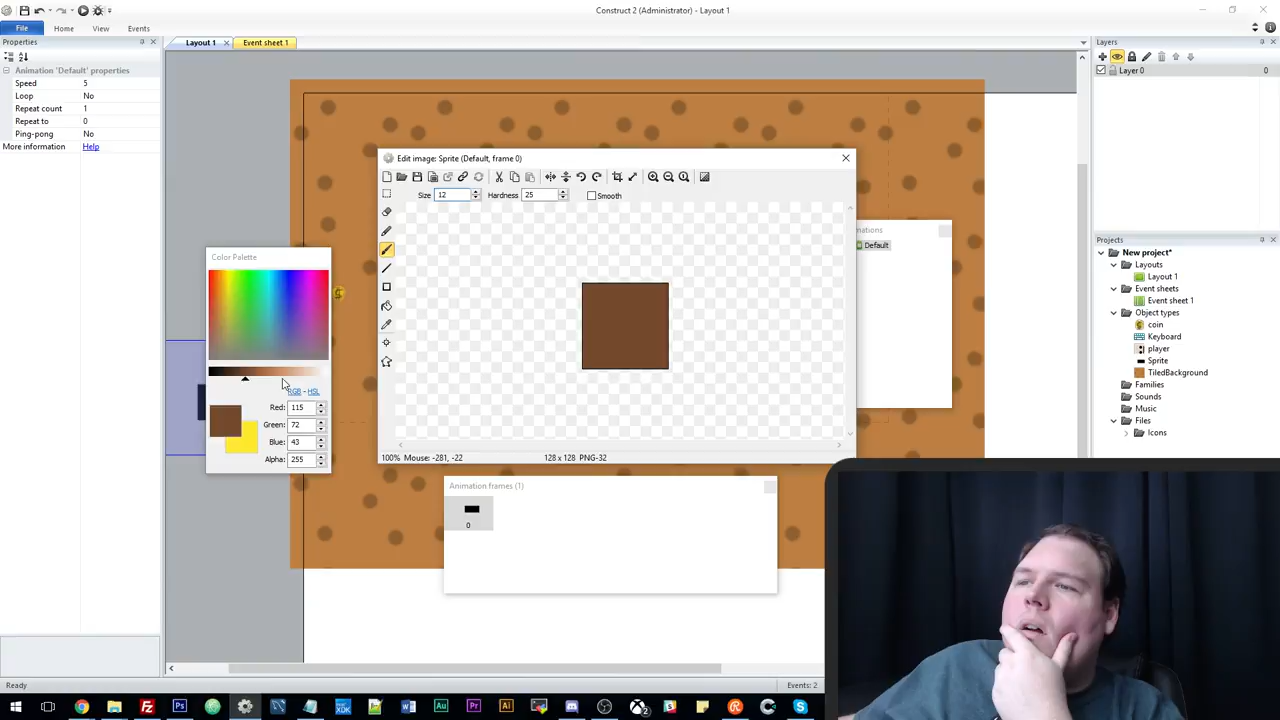 Construct 2 (Administrator) - Layout 1
File
Home
View
Events
Properties
Layout 1
Event sheet 1
Layers
Animation 'Default' properties
Speed 5
Loop No
Repeat count 1
Repeat to 0
Ping-pong No
More information Help
Layer 0 0
Edit image: Sprite (Default, frame 0)
Size 12 Hardness 25 Smooth
Default
Color Palette
RGB - HSL
Red: 115
Green: 72
Blue: 43
Alpha: 255
100% Mouse: -281, -22 128 x 128 PNG-32
Animation frames (1)
0
Projects
New project*
Layouts
Layout 1
Event sheets
Event sheet 1
Object types
coin
Keyboard
player
Sprite
TiledBackground
Families
Sounds
Music
Files
Icons
Ready
Events: 2